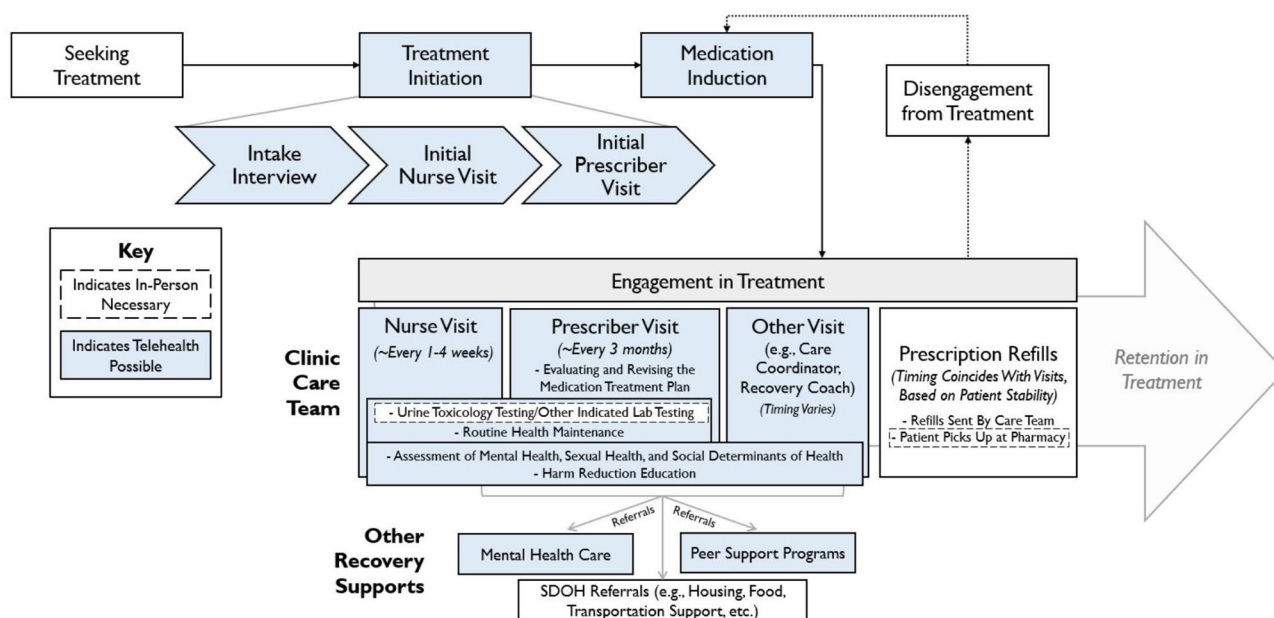 Seeking
Treatment
Treatment
Initiation
Medication
Induction
Disengagement
from Treatment
Intake
Interview
Initial
Nurse Visit
Initial
Prescriber
Visit
Key
Indicates In-Person
Necessary
Indicates Telehealth
Possible
Engagement in Treatment
Clinic
Care
Team
Nurse Visit
(~Every 1-4 weeks)
Prescriber Visit
(~Every 3 months)
- Evaluating and Revising the
Medication Treatment Plan
Other Visit
(e.g., Care
Coordinator,
Recovery Coach)
(Timing Varies)
- Urine Toxicology Testing/Other Indicated Lab Testing
- Routine Health Maintenance
- Assessment of Mental Health, Sexual Health, and Social Determinants of Health
- Harm Reduction Education
Prescription Refills
(Timing Coincides With Visits,
Based on Patient Stability)
- Refills Sent By Care Team
- Patient Picks Up at Pharmacy
Retention in
Treatment
Referrals
Referrals
Other
Recovery
Supports
Mental Health Care
Peer Support Programs
SDOH Referrals (e.g., Housing, Food,
Transportation Support, etc.)